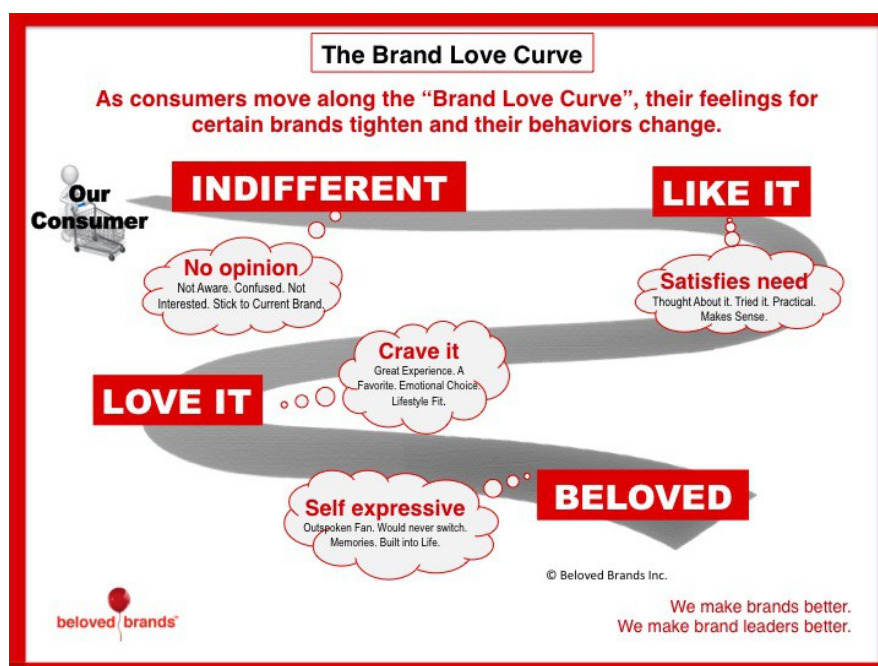 The Brand Love Curve
As consumers move along the “Brand Love Curve”, their feelings for
certain brands tighten and their behaviors change.
Our
Consumer
INDIFFERENT
LIKE IT
No opinion
Not Aware. Confused. Not
Interested. Stick to Current Brand.
Satisfies need
Thought About it. Tried it. Practical.
Makes Sense.
Crave it
Great Experience. A
Favorite. Emotional Choice.
Lifestyle Fit.
LOVE IT
Self expressive
Outspoken Fan. Would never switch.
Memories. Built into Life.
BELOVED
© Beloved Brands Inc.
beloved brands™
We make brands better.
We make brand leaders better.